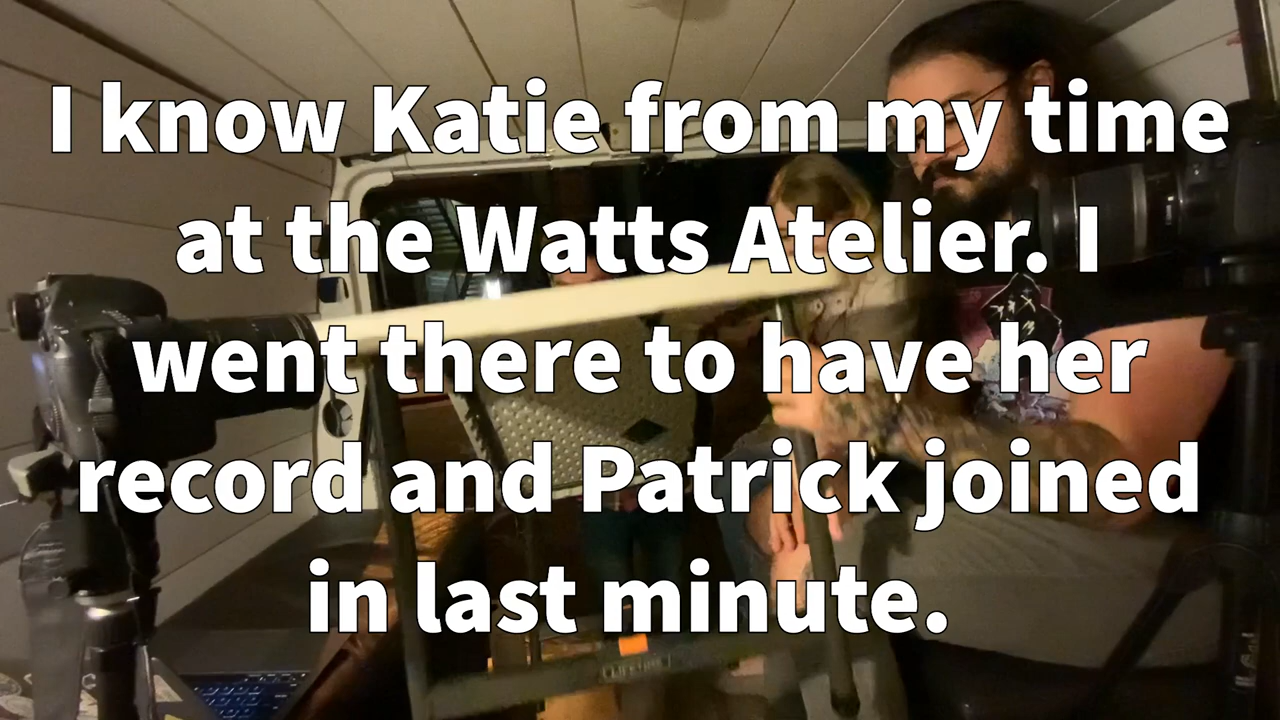 I know Katie from my time
at the Watts Atelier. I
went there to have her
record and Patrick joined
in last minute.
LIFETIME